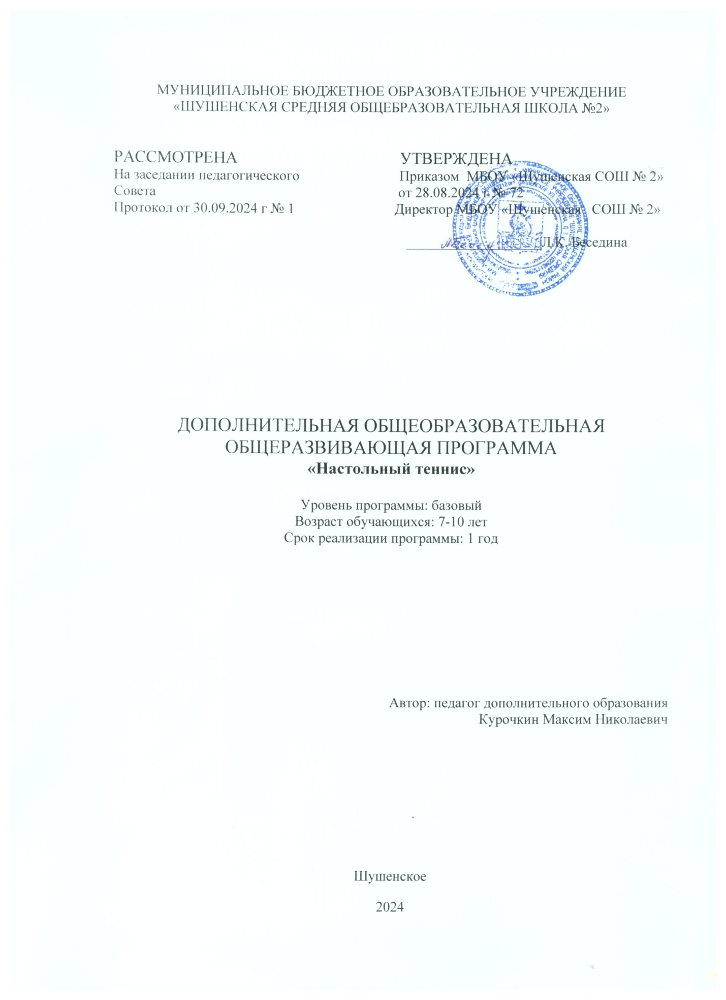 МУНИЦИПАЛЬНОЕ БЮДЖЕТНОЕ ОБРАЗОВАТЕЛЬНОЕ УЧРЕЖДЕНИЕ
«ШУШЕНСКАЯ СРЕДНЯЯ ОБЩЕБРАЗОВАТЕЛЬНАЯ ШКОЛА №2»
РАССМОТРЕНА
На заседании педагогического
Совета
Протокол от 30.09.2024 г № 1
УТВЕРЖДЕНА
Приказом МБОУ «Шушенская СОШ № 2»
от 28.08.2024 г № 72
Директор МБОУ «Шушенская СОШ № 2»
Л.К. Беседина
ДОПОЛНИТЕЛЬНАЯ ОБЩЕОБРАЗОВАТЕЛЬНАЯ
ОБЩЕРАЗВИВАЮЩАЯ ПРОГРАММА
«Настольный теннис»
Уровень программы: базовый
Возраст обучающихся: 7-10 лет
Срок реализации программы: 1 год
Автор: педагог дополнительного образования
Курочкин Максим Николаевич
Шушенское
2024